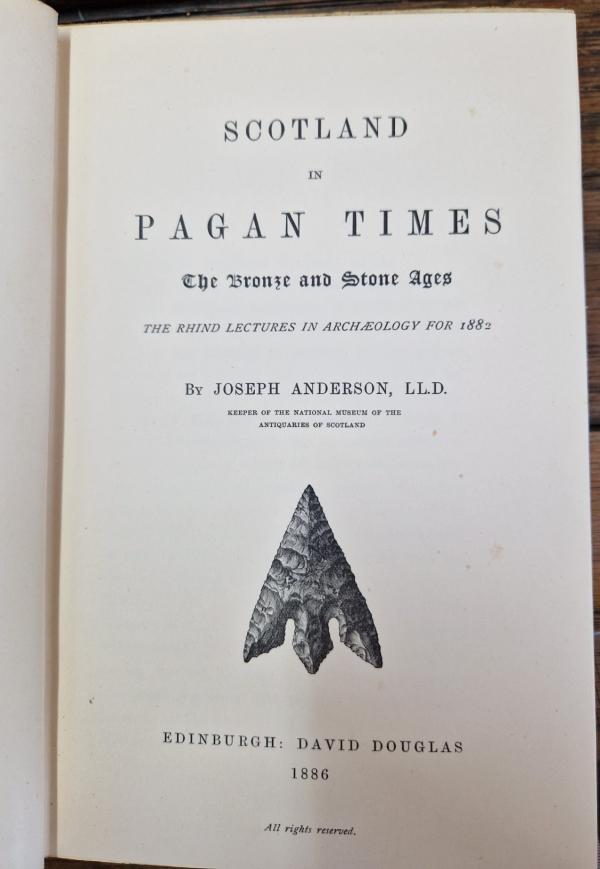 SCOTLAND
IN
PAGAN TIMES
The Bronze and Stone Ages
THE RHIND LECTURES IN ARCHÆOLOGY FOR 1882
By JOSEPH ANDERSON, LL.D.
KEEPER OF THE NATIONAL MUSEUM OF THE
ANTIQUARIES OF SCOTLAND
EDINBURGH: DAVID DOUGLAS
1886
All rights reserved.